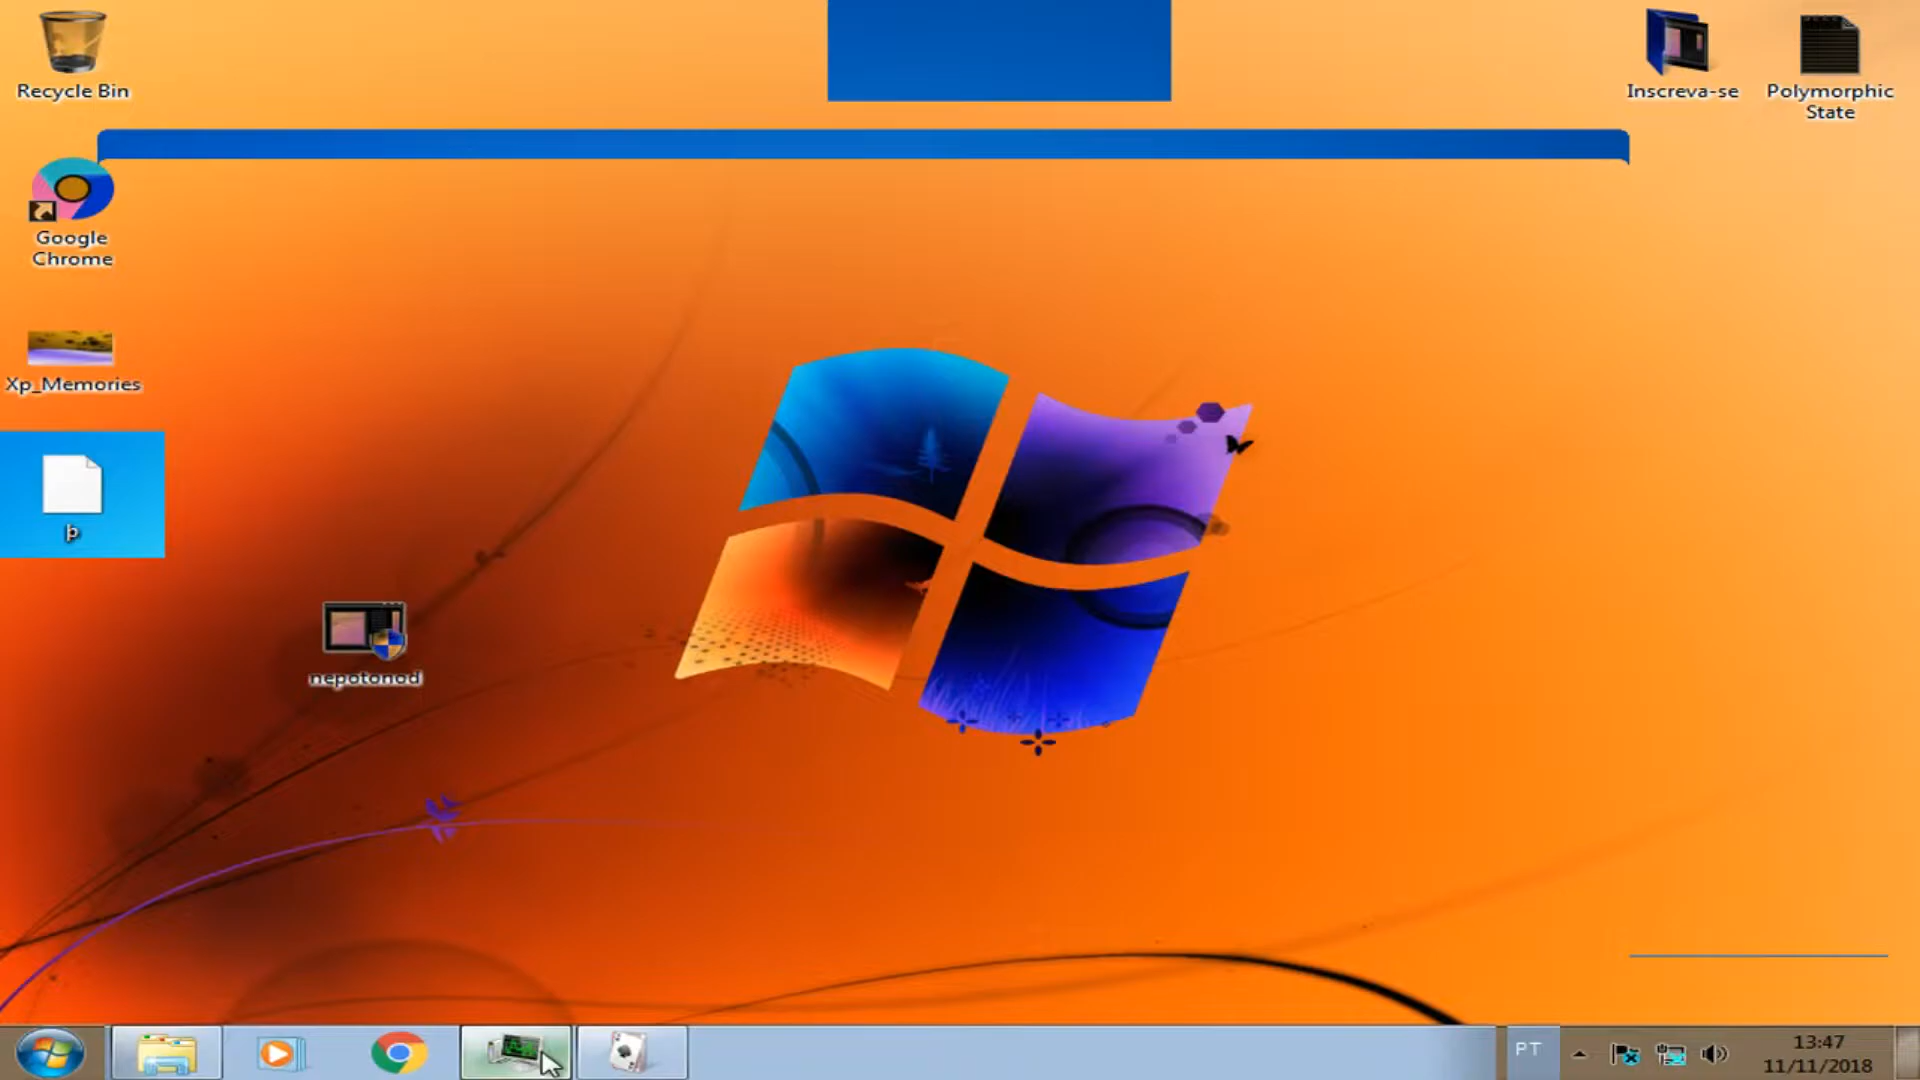 Recycle Bin
Inscreva-se
Polymorphic
State
Google
Chrome
Xp_Memories
þ
nepotonod
PT
13:47
11/11/2018